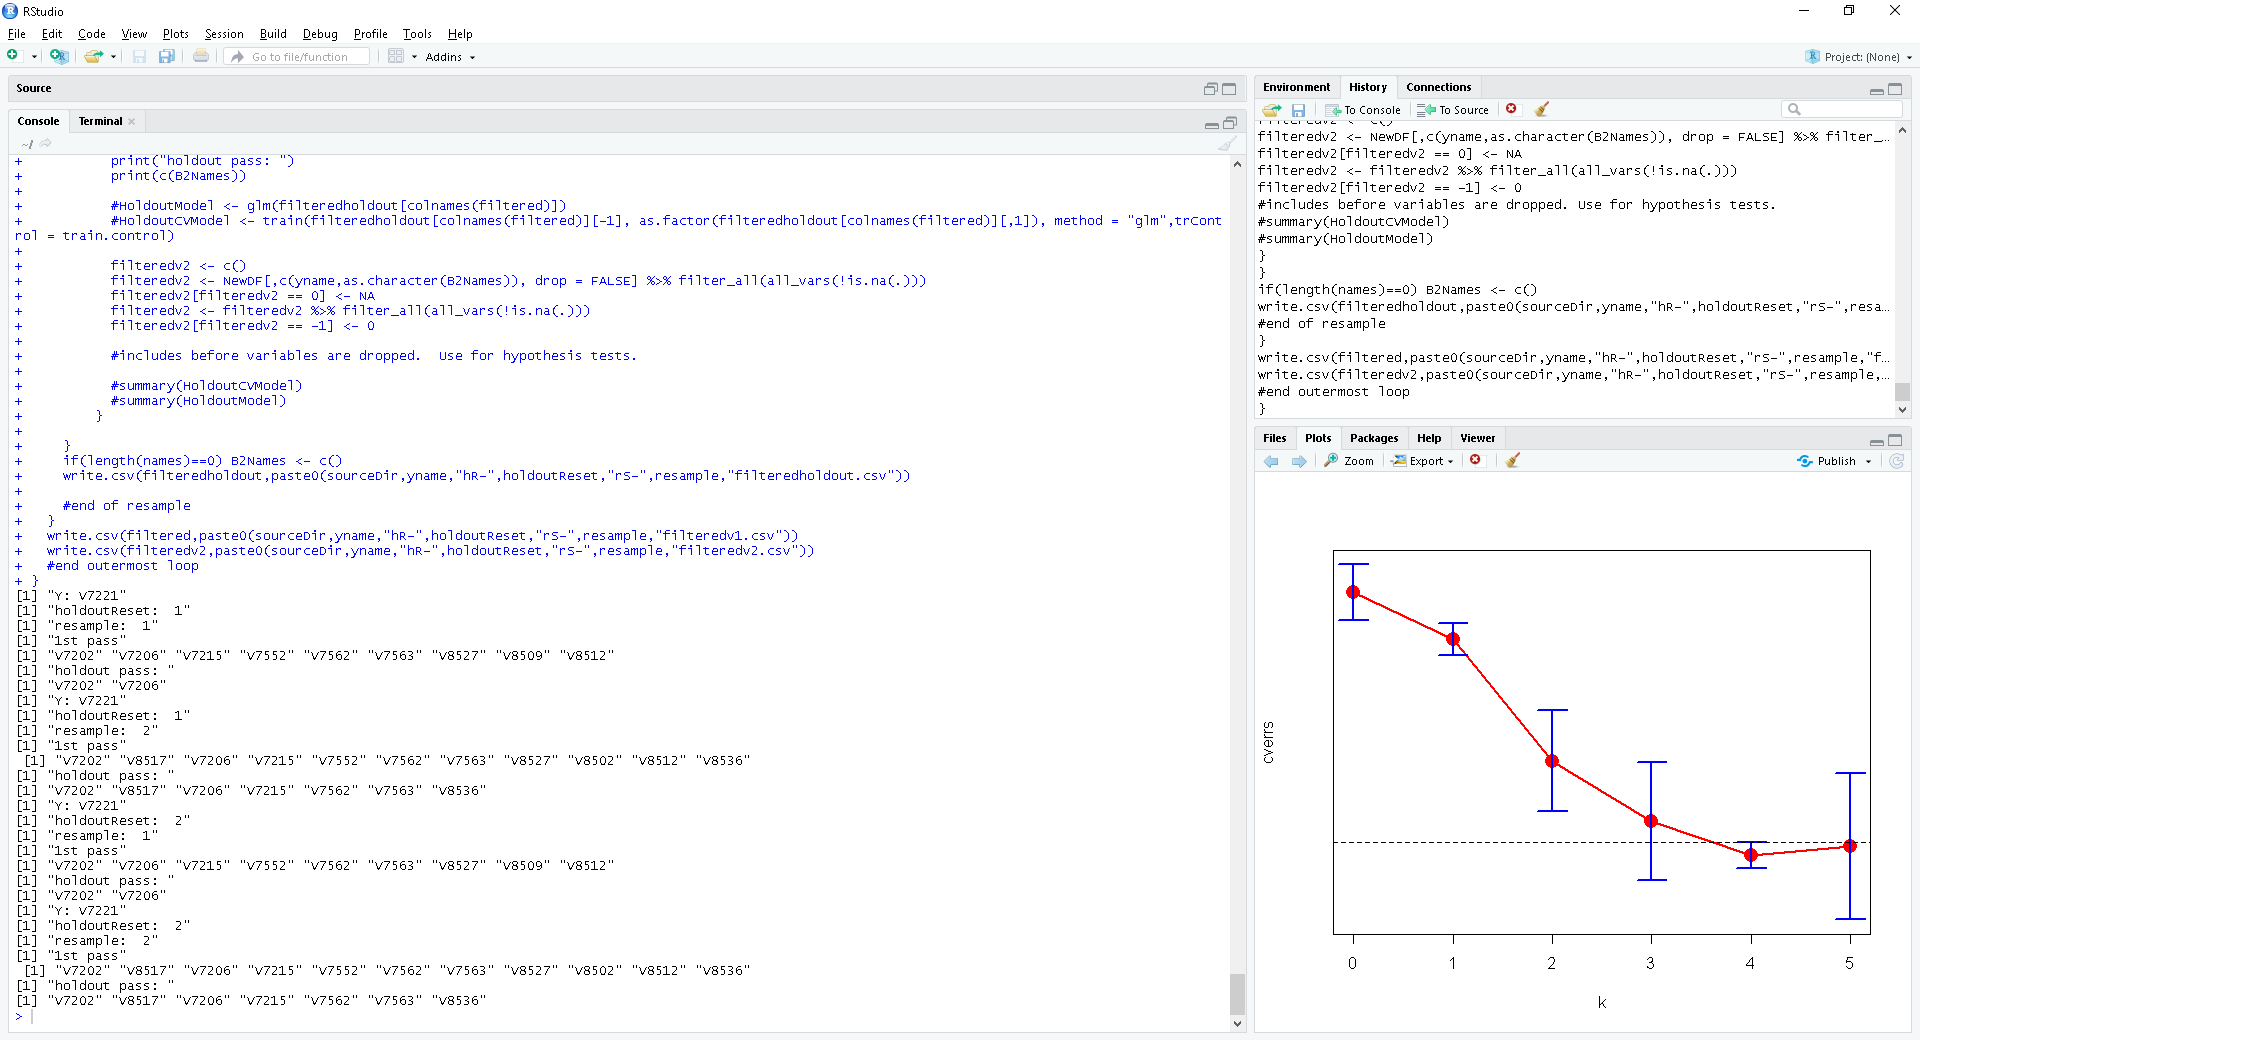 RStudio
File Edit Code View Plots Session Build Debug Profile Tools Help
Go to file/function Addins Project: (None)
Source
Console Terminal
~/
+ print("holdout pass: ")
+ print(c(B2Names))
+
+ #HoldoutModel <- glm(filteredholdout[colnames(filtered)])
+ #HoldoutCVModel <- train(filteredholdout[colnames(filtered)][-1], as.factor(filteredholdout[colnames(filtered)][,1]), method = "glm",trCont
rol = train.control)
+
+ filteredv2 <- c()
+ filteredv2 <- NewDF[,c(yname,as.character(B2Names)), drop = FALSE] %>% filter_all(all_vars(!is.na(.)))
+ filteredv2[filteredv2 == 0] <- NA
+ filteredv2 <- filteredv2 %>% filter_all(all_vars(!is.na(.)))
+ filteredv2[filteredv2 == -1] <- 0
+
+ #includes before variables are dropped.  Use for hypothesis tests.
+
+ #summary(HoldoutCVModel)
+ #summary(HoldoutModel)
+ }
+
+ }
+ if(length(names)==0) B2Names <- c()
+ write.csv(filteredholdout,paste0(sourceDir,yname,"hR-",holdoutReset,"rS-",resample,"filteredholdout.csv"))
+
+ #end of resample
+ }
+ write.csv(filtered,paste0(sourceDir,yname,"hR-",holdoutReset,"rS-",resample,"filteredv1.csv"))
+ write.csv(filteredv2,paste0(sourceDir,yname,"hR-",holdoutReset,"rS-",resample,"filteredv2.csv"))
+ #end outermost loop
+ }
[1] "Y: v7221"
[1] "holdoutReset:  1"
[1] "resample:  1"
[1] "1st pass"
[1] "v7202" "v7206" "v7215" "v7552" "v7562" "v7563" "v8527" "v8509" "v8512"
[1] "holdout pass: "
[1] "v7202" "v7206"
[1] "Y: v7221"
[1] "holdoutReset:  1"
[1] "resample:  2"
[1] "1st pass"
[1] "v7202" "v8517" "v7206" "v7215" "v7552" "v7562" "v7563" "v8527" "v8502" "v8512" "v8536"
[1] "holdout pass: "
[1] "v7202" "v8517" "v7206" "v7215" "v7562" "v7563" "v8536"
[1] "Y: v7221"
[1] "holdoutReset:  2"
[1] "resample:  1"
[1] "1st pass"
[1] "v7202" "v7206" "v7215" "v7552" "v7562" "v7563" "v8527" "v8509" "v8512"
[1] "holdout pass: "
[1] "v7202" "v7206"
[1] "Y: v7221"
[1] "holdoutReset:  2"
[1] "resample:  2"
[1] "1st pass"
[1] "v7202" "v8517" "v7206" "v7215" "v7552" "v7562" "v7563" "v8527" "v8502" "v8512" "v8536"
[1] "holdout pass: "
[1] "v7202" "v8517" "v7206" "v7215" "v7562" "v7563" "v8536"
>
Environment History Connections
To Console To Source
filteredv2 <- c()
filteredv2 <- NewDF[,c(yname,as.character(B2Names)), drop = FALSE] %>% filter_...
filteredv2[filteredv2 == 0] <- NA
filteredv2 <- filteredv2 %>% filter_all(all_vars(!is.na(.)))
filteredv2[filteredv2 == -1] <- 0
#includes before variables are dropped. Use for hypothesis tests.
#summary(HoldoutCVModel)
#summary(HoldoutModel)
}
}
if(length(names)==0) B2Names <- c()
write.csv(filteredholdout,paste0(sourceDir,yname,"hR-",holdoutReset,"rS-",resa...
#end of resample
}
write.csv(filtered,paste0(sourceDir,yname,"hR-",holdoutReset,"rS-",resample,"f...
write.csv(filteredv2,paste0(sourceDir,yname,"hR-",holdoutReset,"rS-",resample,...
#end outermost loop
}
Files Plots Packages Help Viewer
Zoom Export Publish
cverrs
0 1 2 3 4 5
k